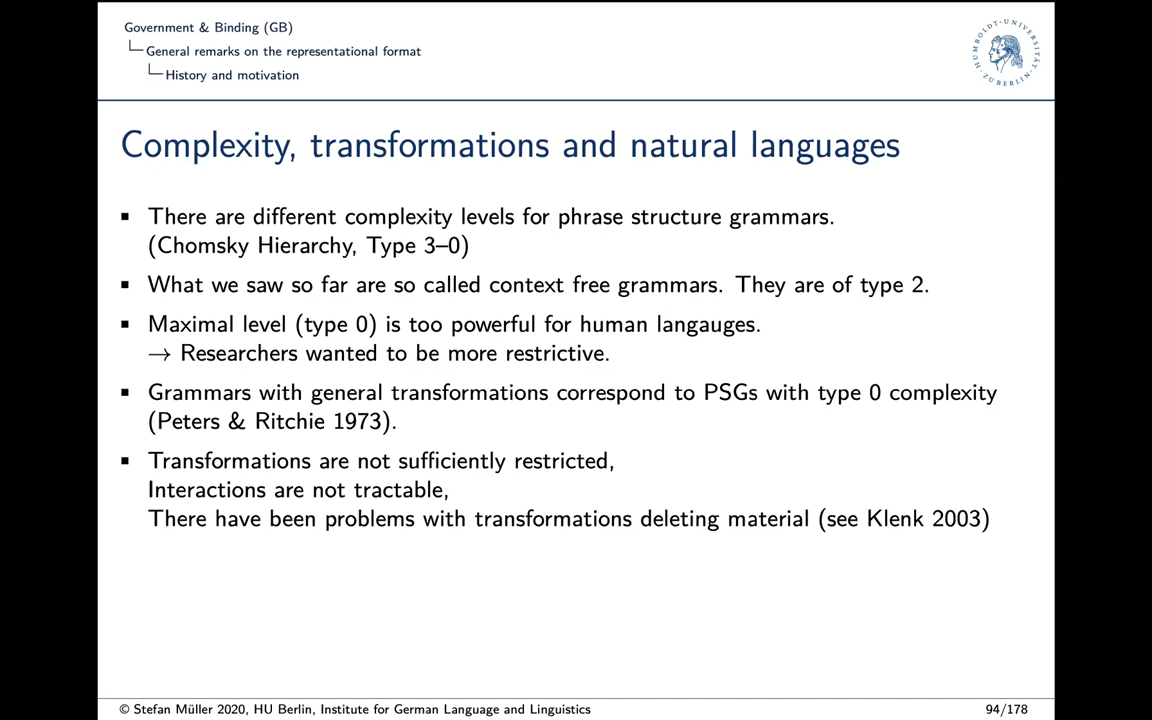 Government & Binding (GB)
General remarks on the representational format
History and motivation
HUMBOLDT-UNIVERSITÄT ZU BERLIN
Complexity, transformations and natural languages
▪ There are different complexity levels for phrase structure grammars.
(Chomsky Hierarchy, Type 3–0)
▪ What we saw so far are so called context free grammars. They are of type 2.
▪ Maximal level (type 0) is too powerful for human langauges.
→ Researchers wanted to be more restrictive.
▪ Grammars with general transformations correspond to PSGs with type 0 complexity
(Peters & Ritchie 1973).
▪ Transformations are not sufficiently restricted,
Interactions are not tractable,
There have been problems with transformations deleting material (see Klenk 2003)
© Stefan Müller 2020, HU Berlin, Institute for German Language and Linguistics
94/178